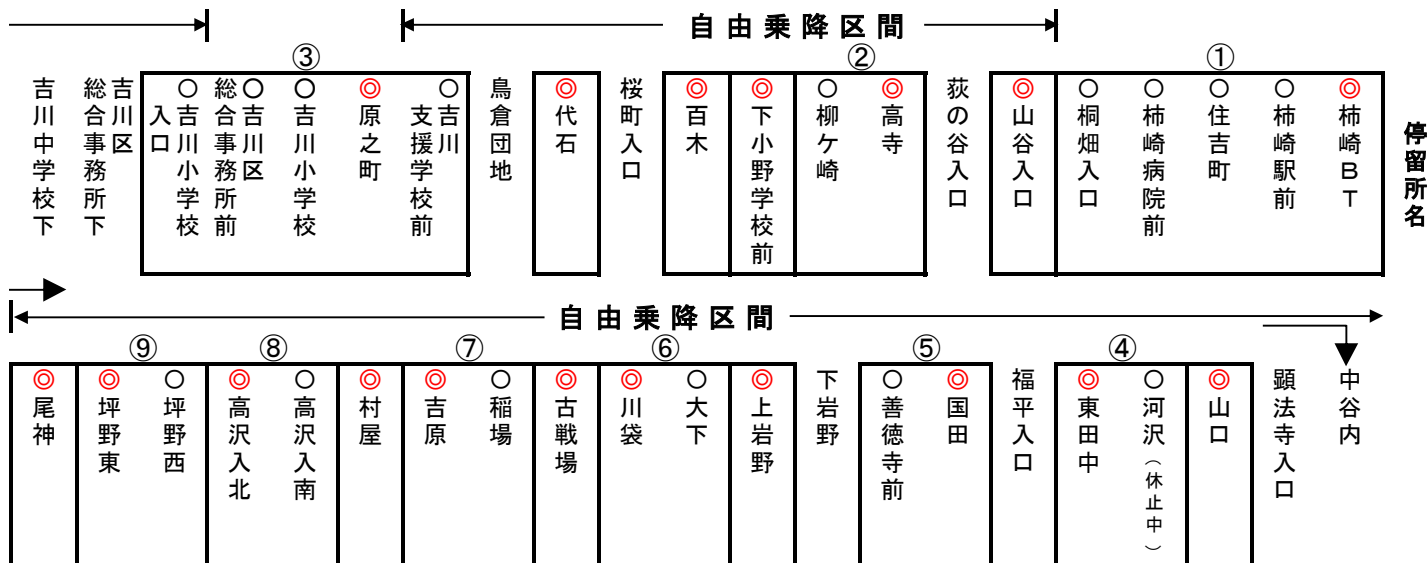 停留所名
自由乗降区間
①
◎柿崎BT
○柿崎駅前
○住吉町
○柿崎病院前
○桐畑入口
◎山谷入口
荻の谷入口
②
◎高寺
○柳ケ崎
◎下小野学校前
◎百木
桜町入口
◎代石
鳥倉団地
③
○吉川
支援学校前
◎原之町
○吉川小学校
○吉川区
総合事務所前
○吉川小学校
入口
吉川区
総合事務所下
吉川中学校下
自由乗降区間
中谷内
顕法寺入口
◎山口
④
○河沢(休止中)
◎東田中
福平入口
⑤
◎国田
○善徳寺前
下岩野
◎上岩野
⑥
○大下
◎川袋
◎古戦場
⑦
○稲場
◎吉原
◎村屋
⑧
○高沢入南
◎高沢入北
⑨
○坪野西
◎坪野東
◎尾神